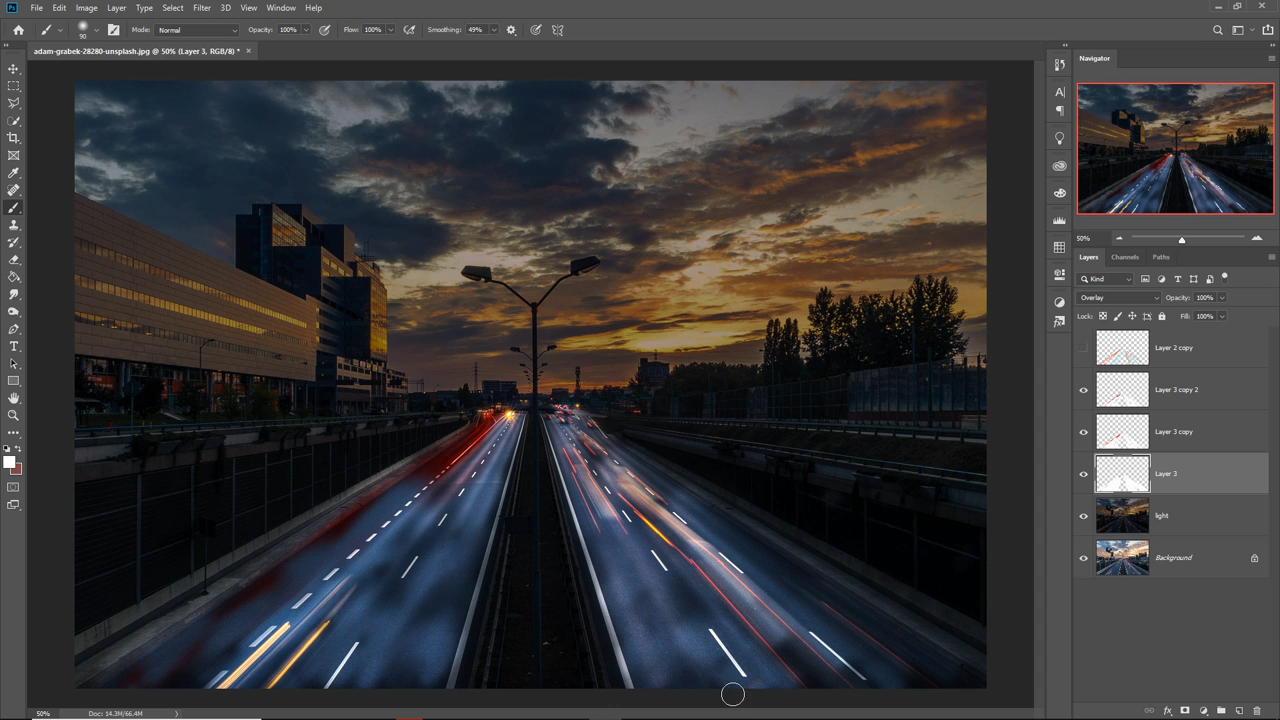 Ps File Edit Image Layer Type Select Filter 3D View Window Help
90 Mode: Normal Opacity: 100% Flow: 100% Smoothing: 49%
adam-grabek-28280-unsplash.jpg @ 50% (Layer 3, RGB/8) *
Navigator
50%
Layers Channels Paths
Kind
Overlay Opacity: 100%
Lock: Fill: 100%
Layer 2 copy
Layer 3 copy 2
Layer 3 copy
Layer 3
light
Background
50% Doc: 14.3M/66.4M